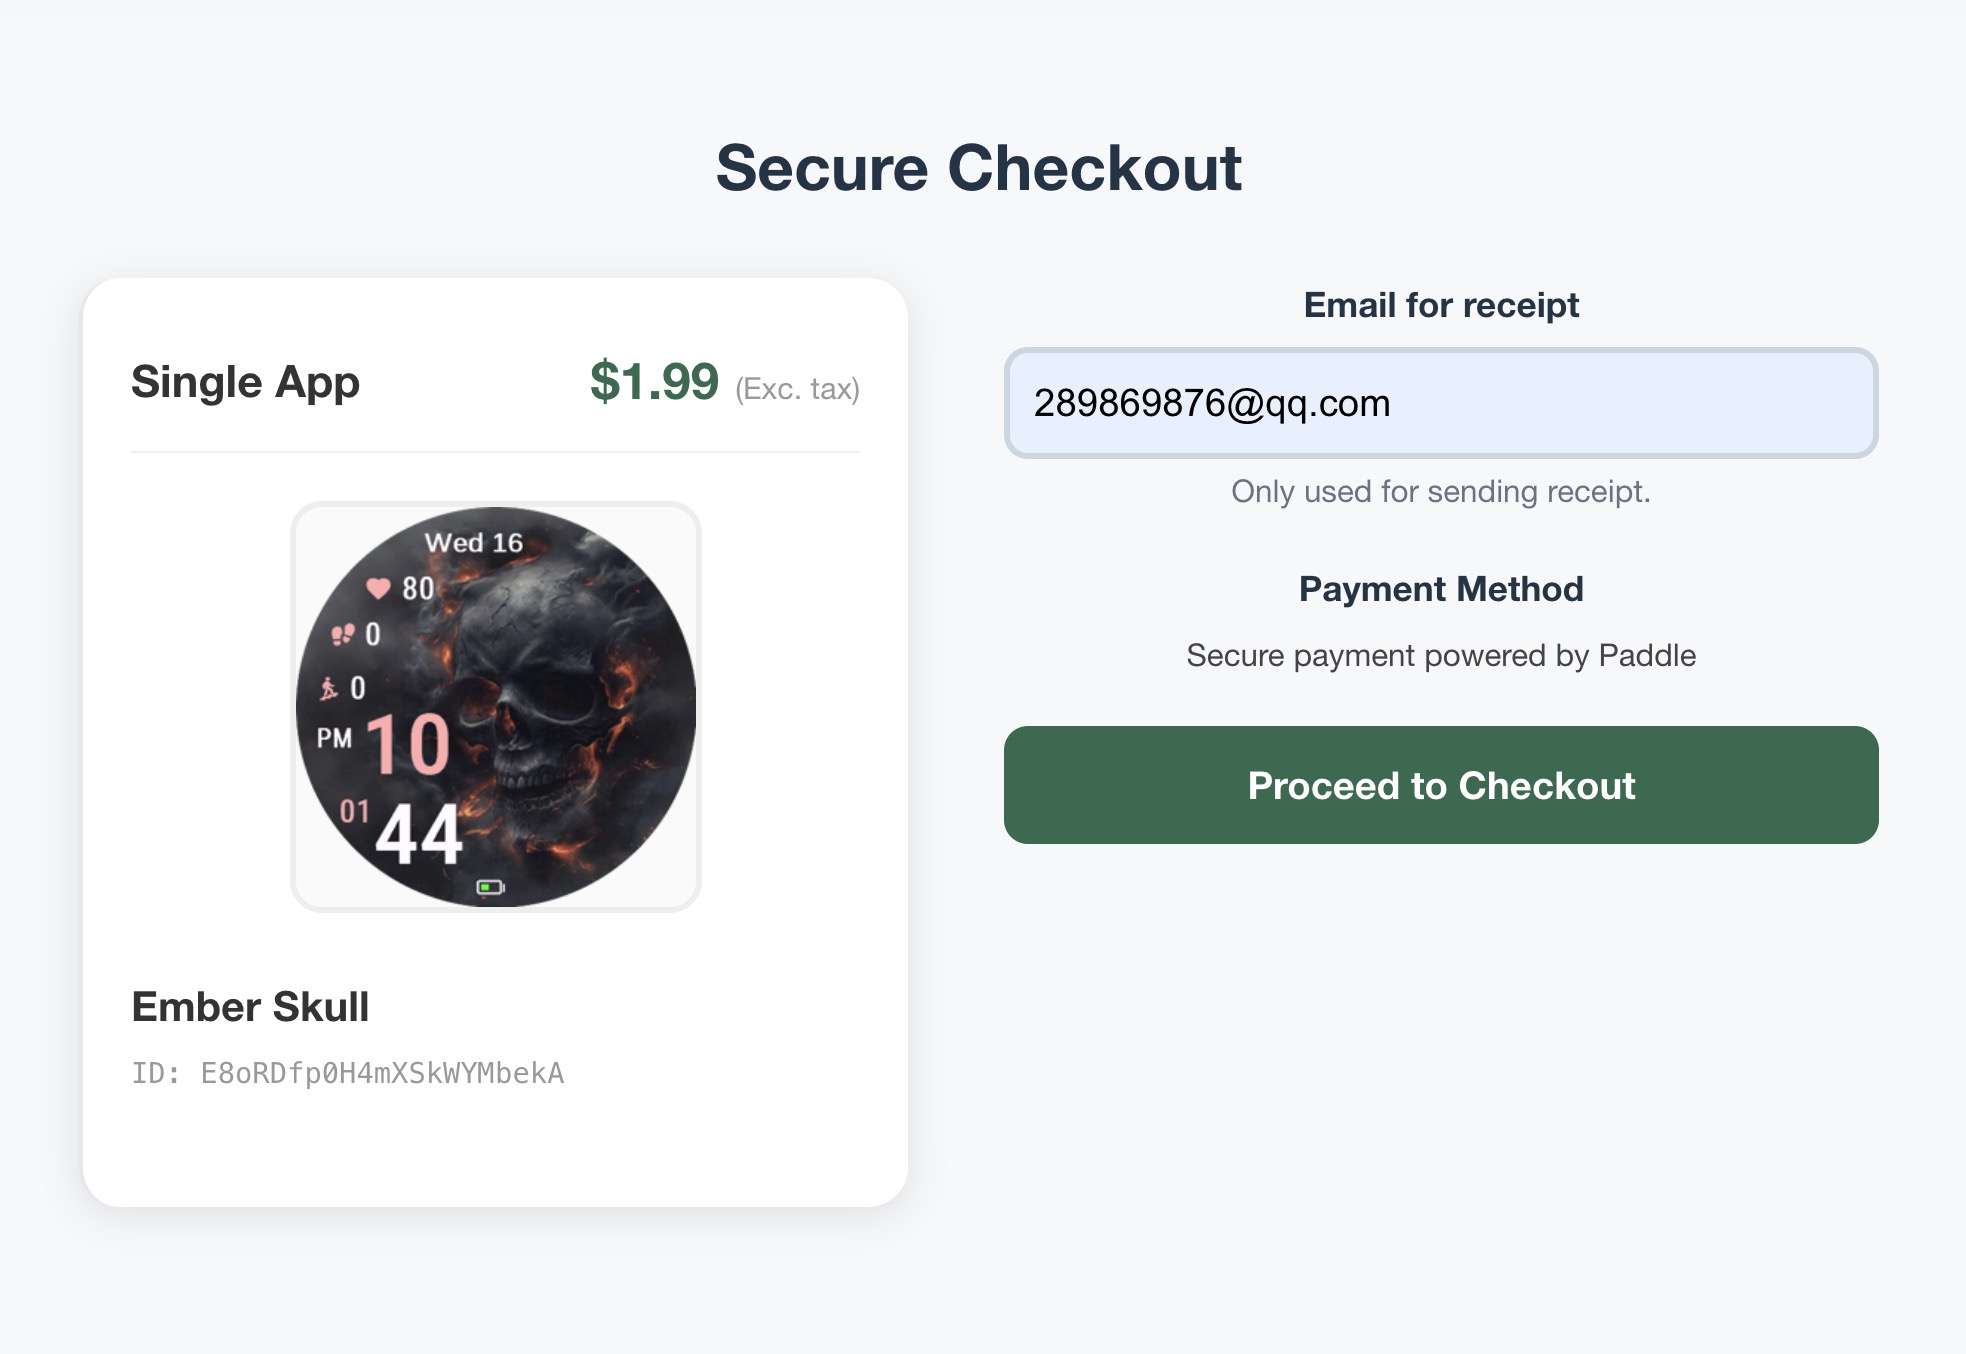 Secure Checkout
Single App
$1.99 (Exc. tax)
Wed 16
80
0
0
PM 10
01 44
Ember Skull
ID: E8oRDfp0H4mXSkWYMbekA
Email for receipt
289869876@qq.com
Only used for sending receipt.
Payment Method
Secure payment powered by Paddle
Proceed to Checkout